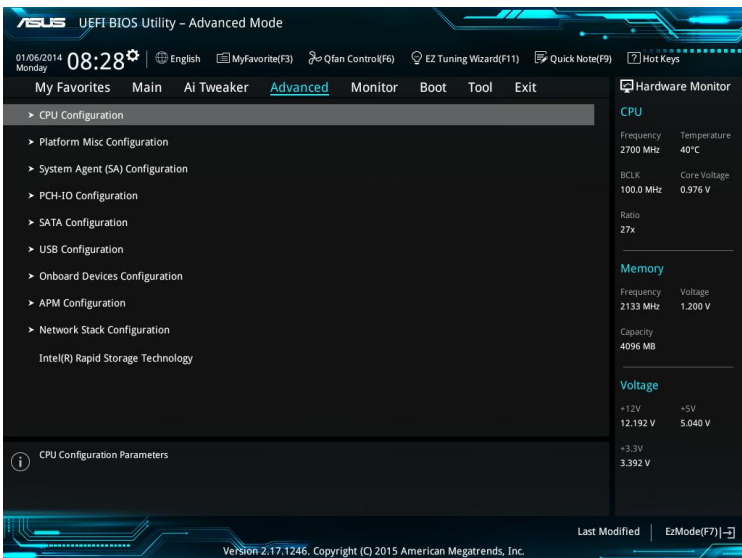 ASUS UEFI BIOS Utility – Advanced Mode
01/06/2014
Monday
08:28
English
MyFavorite(F3)
Qfan Control(F6)
EZ Tuning Wizard(F11)
Quick Note(F9)
? Hot Keys
My Favorites Main Ai Tweaker Advanced Monitor Boot Tool Exit
> CPU Configuration
> Platform Misc Configuration
> System Agent (SA) Configuration
> PCH-IO Configuration
> SATA Configuration
> USB Configuration
> Onboard Devices Configuration
> APM Configuration
> Network Stack Configuration
Intel(R) Rapid Storage Technology
i CPU Configuration Parameters
Hardware Monitor
CPU
Frequency Temperature
2700 MHz 40°C
BCLK Core Voltage
100.0 MHz 0.976 V
Ratio
27x
Memory
Frequency Voltage
2133 MHz 1.200 V
Capacity
4096 MB
Voltage
+12V +5V
12.192 V 5.040 V
+3.3V
3.392 V
Last Modified
EzMode(F7)
Version 2.17.1246. Copyright (C) 2015 American Megatrends, Inc.